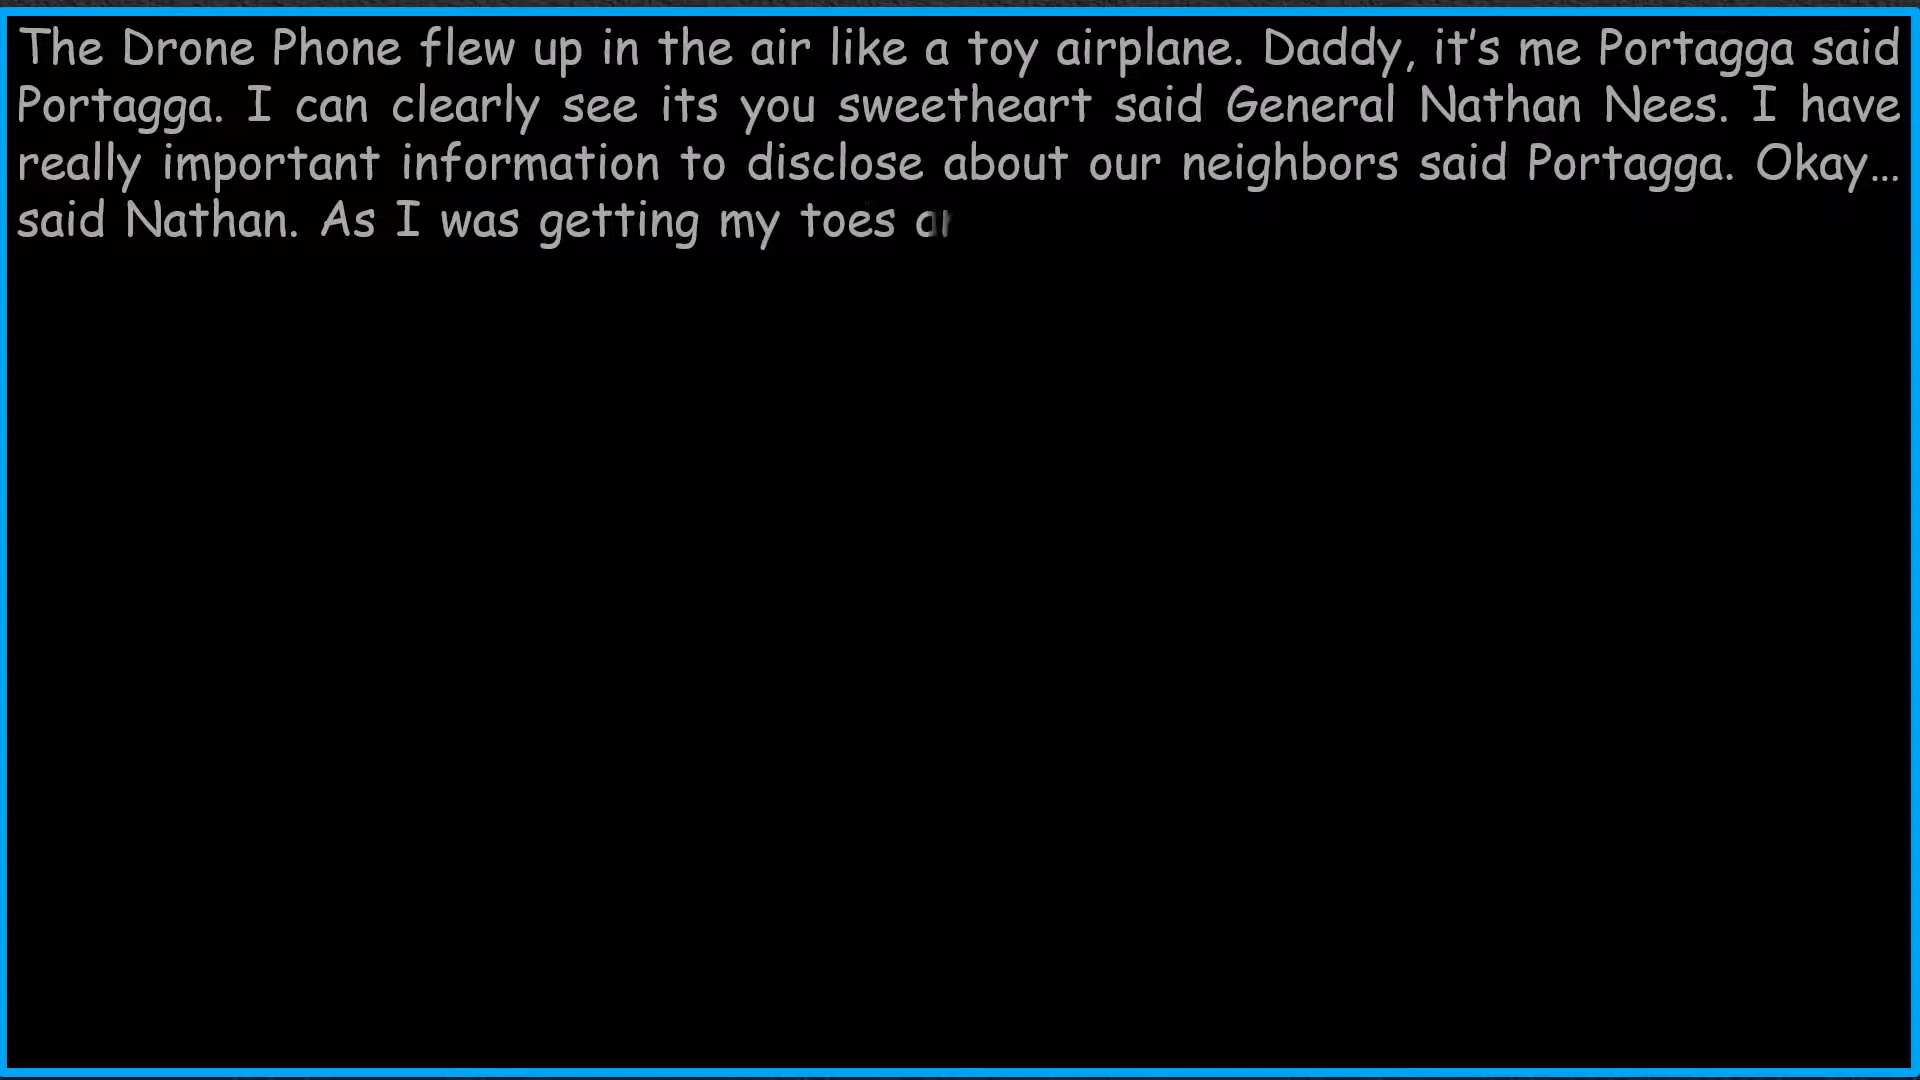 The Drone Phone flew up in the air like a toy airplane. Daddy, it's me Portagga said
Portagga. I can clearly see its you sweetheart said General Nathan Nees. I have
really important information to disclose about our neighbors said Portagga. Okay...
said Nathan. As I was getting my toes